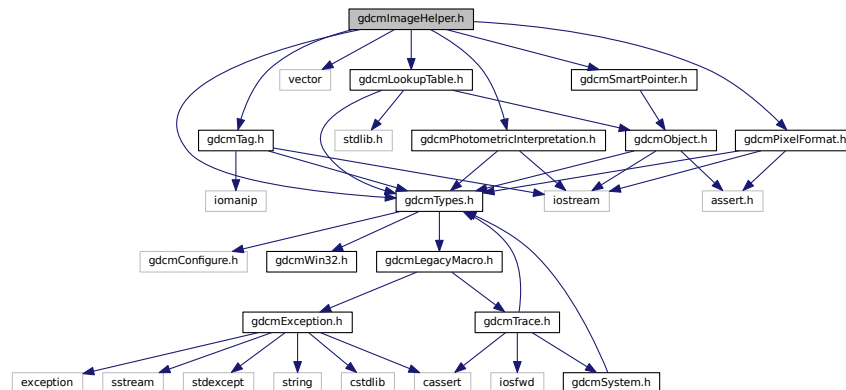 gdcmImageHelper.h
vector
gdcmLookupTable.h
gdcmSmartPointer.h
gdcmTag.h
stdlib.h
gdcmPhotometricInterpretation.h
gdcmObject.h
gdcmPixelFormat.h
iomanip
gdcmTypes.h
iostream
assert.h
gdcmConfigure.h
gdcmWin32.h
gdcmLegacyMacro.h
gdcmException.h
gdcmTrace.h
exception
sstream
stdexcept
string
cstdlib
cassert
iosfwd
gdcmSystem.h